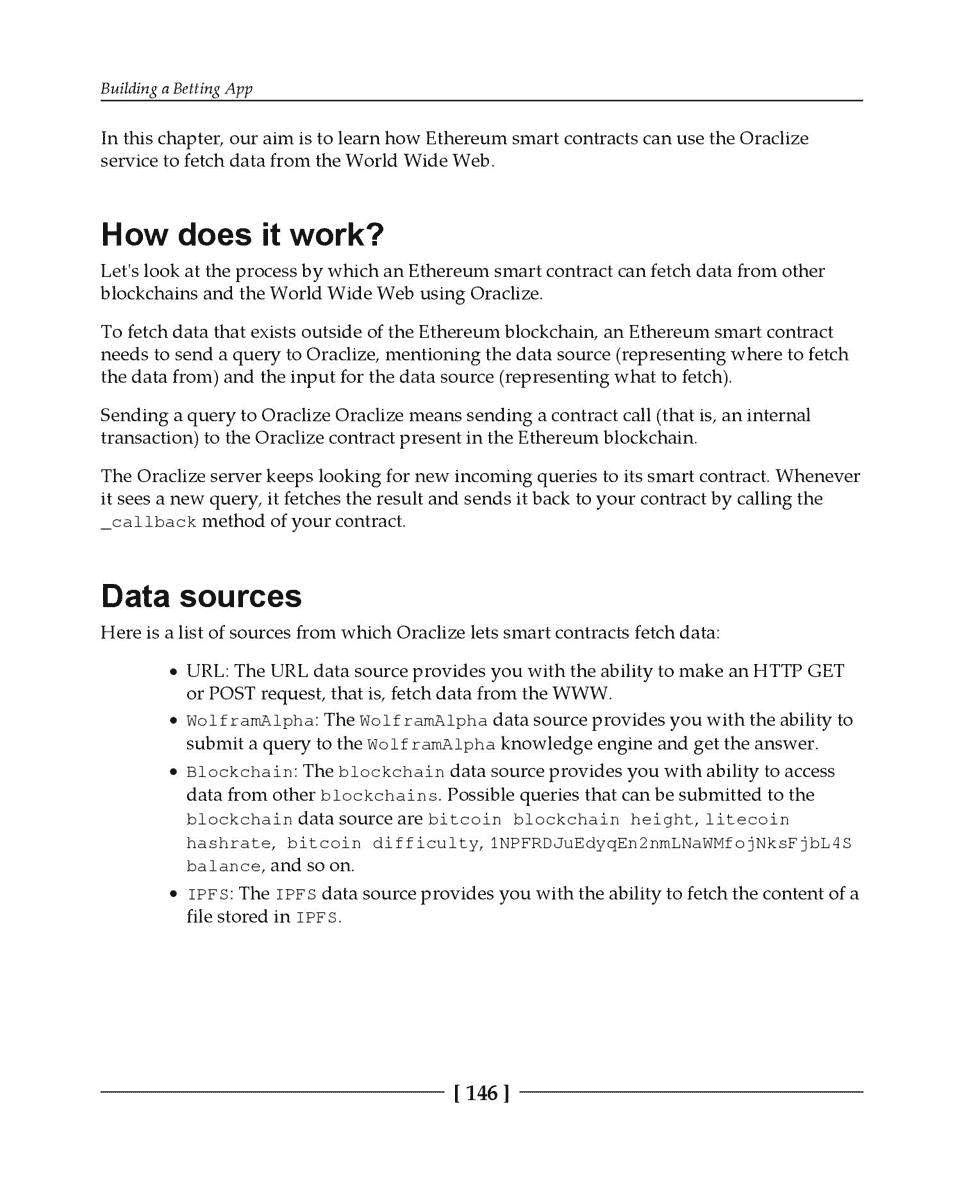 Building a Betting App
In this chapter, our aim is to learn how Ethereum smart contracts can use the Oraclize
service to fetch data from the World Wide Web.
How does it work?
Let's look at the process by which an Ethereum smart contract can fetch data from other
blockchains and the World Wide Web using Oraclize.
To fetch data that exists outside of the Ethereum blockchain, an Ethereum smart contract
needs to send a query to Oraclize, mentioning the data source (representing where to fetch
the data from) and the input for the data source (representing what to fetch).
Sending a query to Oraclize Oraclize means sending a contract call (that is, an internal
transaction) to the Oraclize contract present in the Ethereum blockchain.
The Oraclize server keeps looking for new incoming queries to its smart contract. Whenever
it sees a new query, it fetches the result and sends it back to your contract by calling the
_callback method of your contract.
Data sources
Here is a list of sources from which Oraclize lets smart contracts fetch data:
• URL: The URL data source provides you with the ability to make an HTTP GET
or POST request, that is, fetch data from the WWW.
• WolframAlpha: The WolframAlpha data source provides you with the ability to
submit a query to the WolframAlpha knowledge engine and get the answer.
• Blockchain: The blockchain data source provides you with ability to access
data from other blockchains. Possible queries that can be submitted to the
blockchain data source are bitcoin blockchain height, litecoin
hashrate, bitcoin difficulty, 1NPFRDJuEdyqEn2nmLNaWMfojNksFjbL4S
balance, and so on.
• IPFS: The IPFS data source provides you with the ability to fetch the content of a
file stored in IPFS.
[ 146 ]